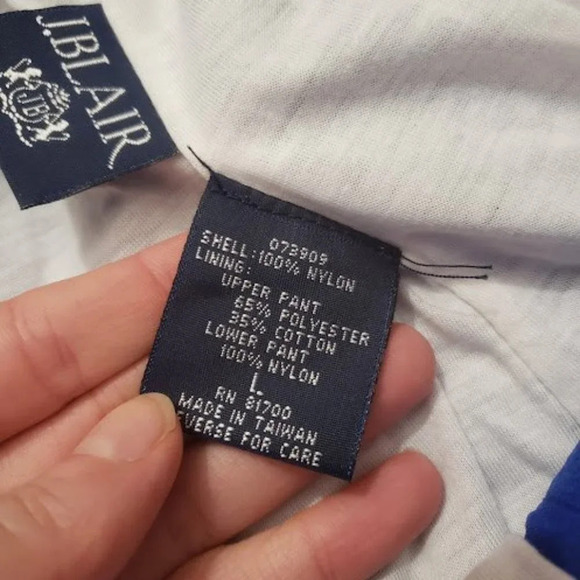 J.BLAIR
JB
073909
SHELL: 100% NYLON
LINING:
UPPER PANT
65% POLYESTER
35% COTTON
LOWER PANT
100% NYLON
L
RN 81700
MADE IN TAIWAN
EVERSE FOR CARE